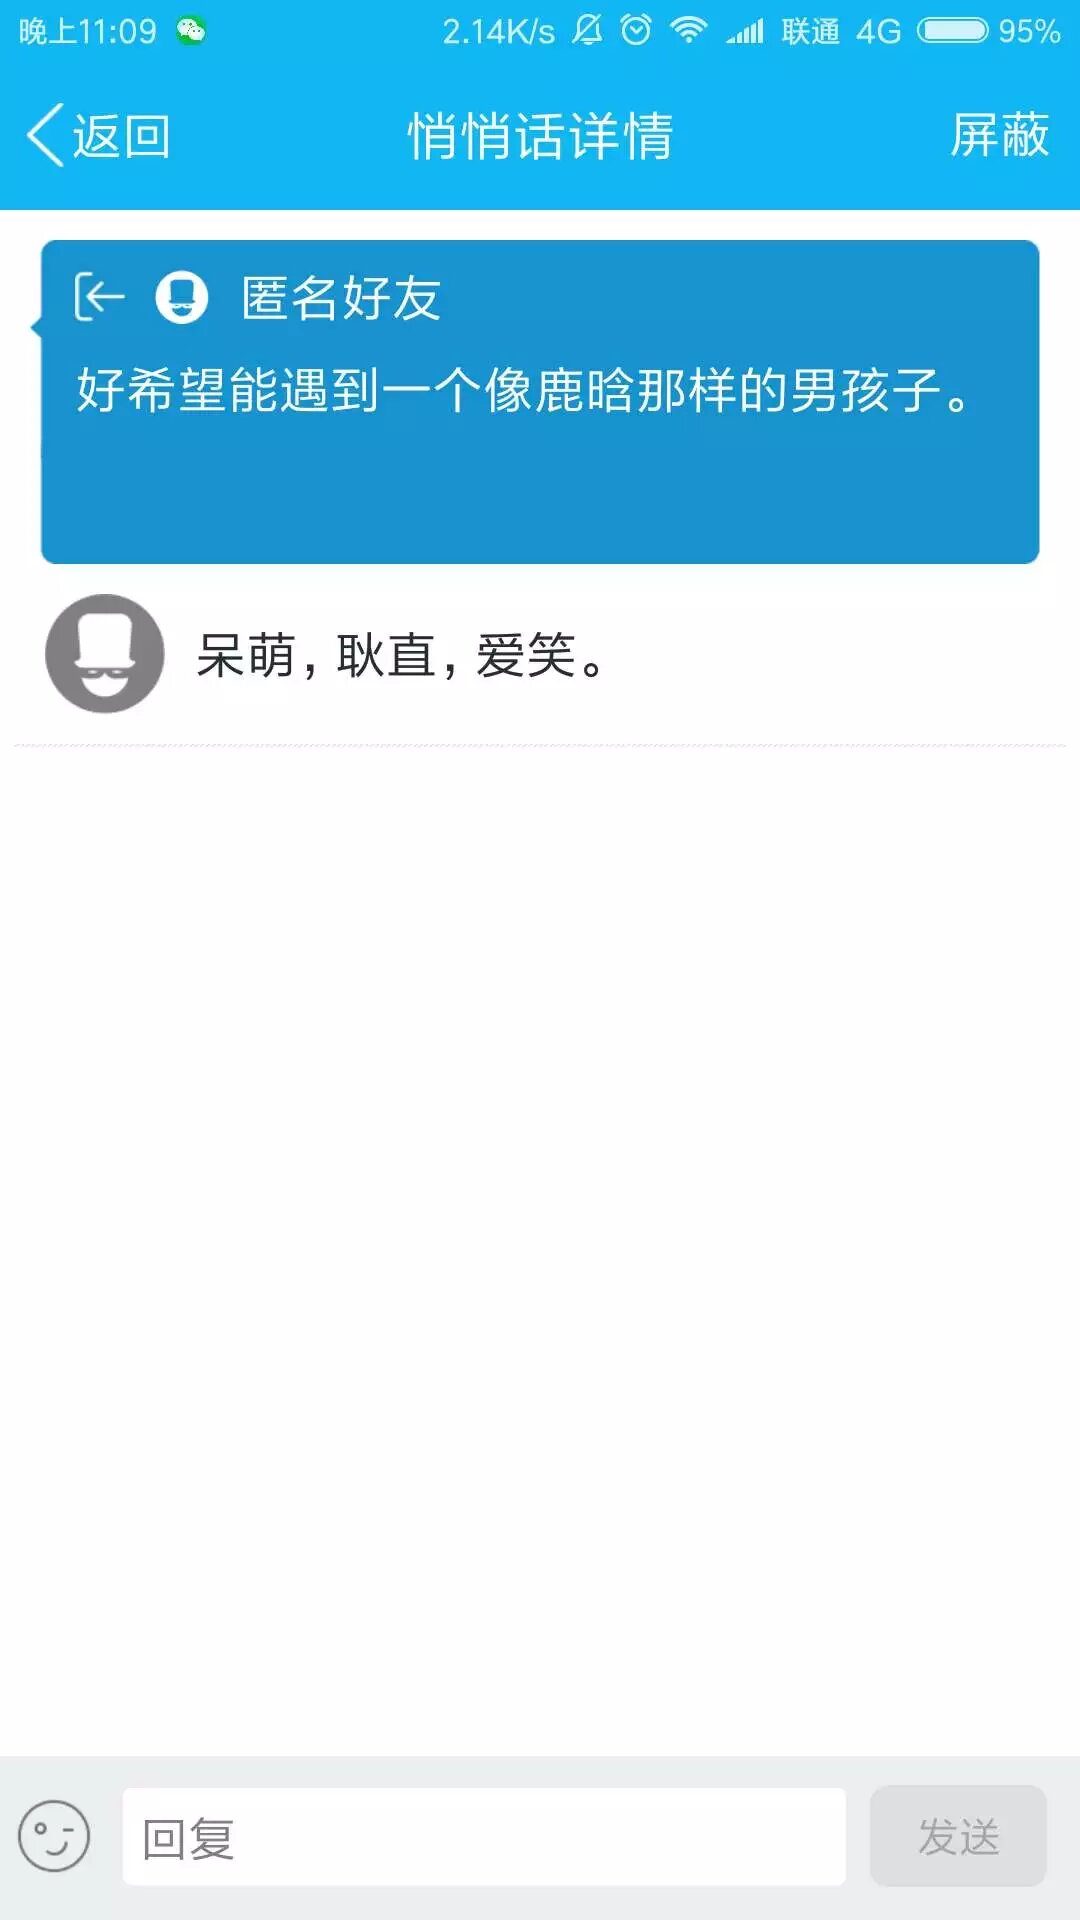 晚上11:09 2.14K/s 联通 4G 95%
返回 悄悄话详情 屏蔽
匿名好友
好希望能遇到一个像鹿晗那样的男孩子。
呆萌，耿直，爱笑。
回复 发送